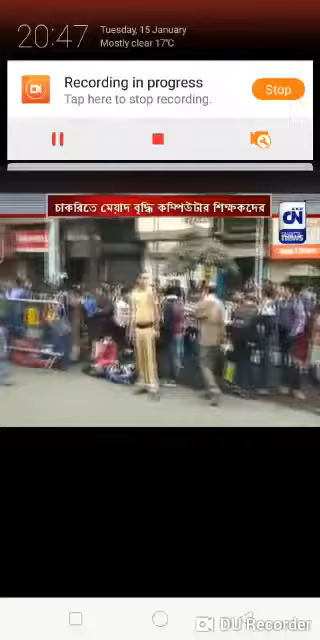 20:47
Tuesday, 15 January
Mostly clear 17°C
Recording in progress
Tap here to stop recording.
Stop
চাকরিতে মেয়াদ বৃদ্ধি কম্পিউটার শিক্ষকদের
CN
NEWS
DU Recorder